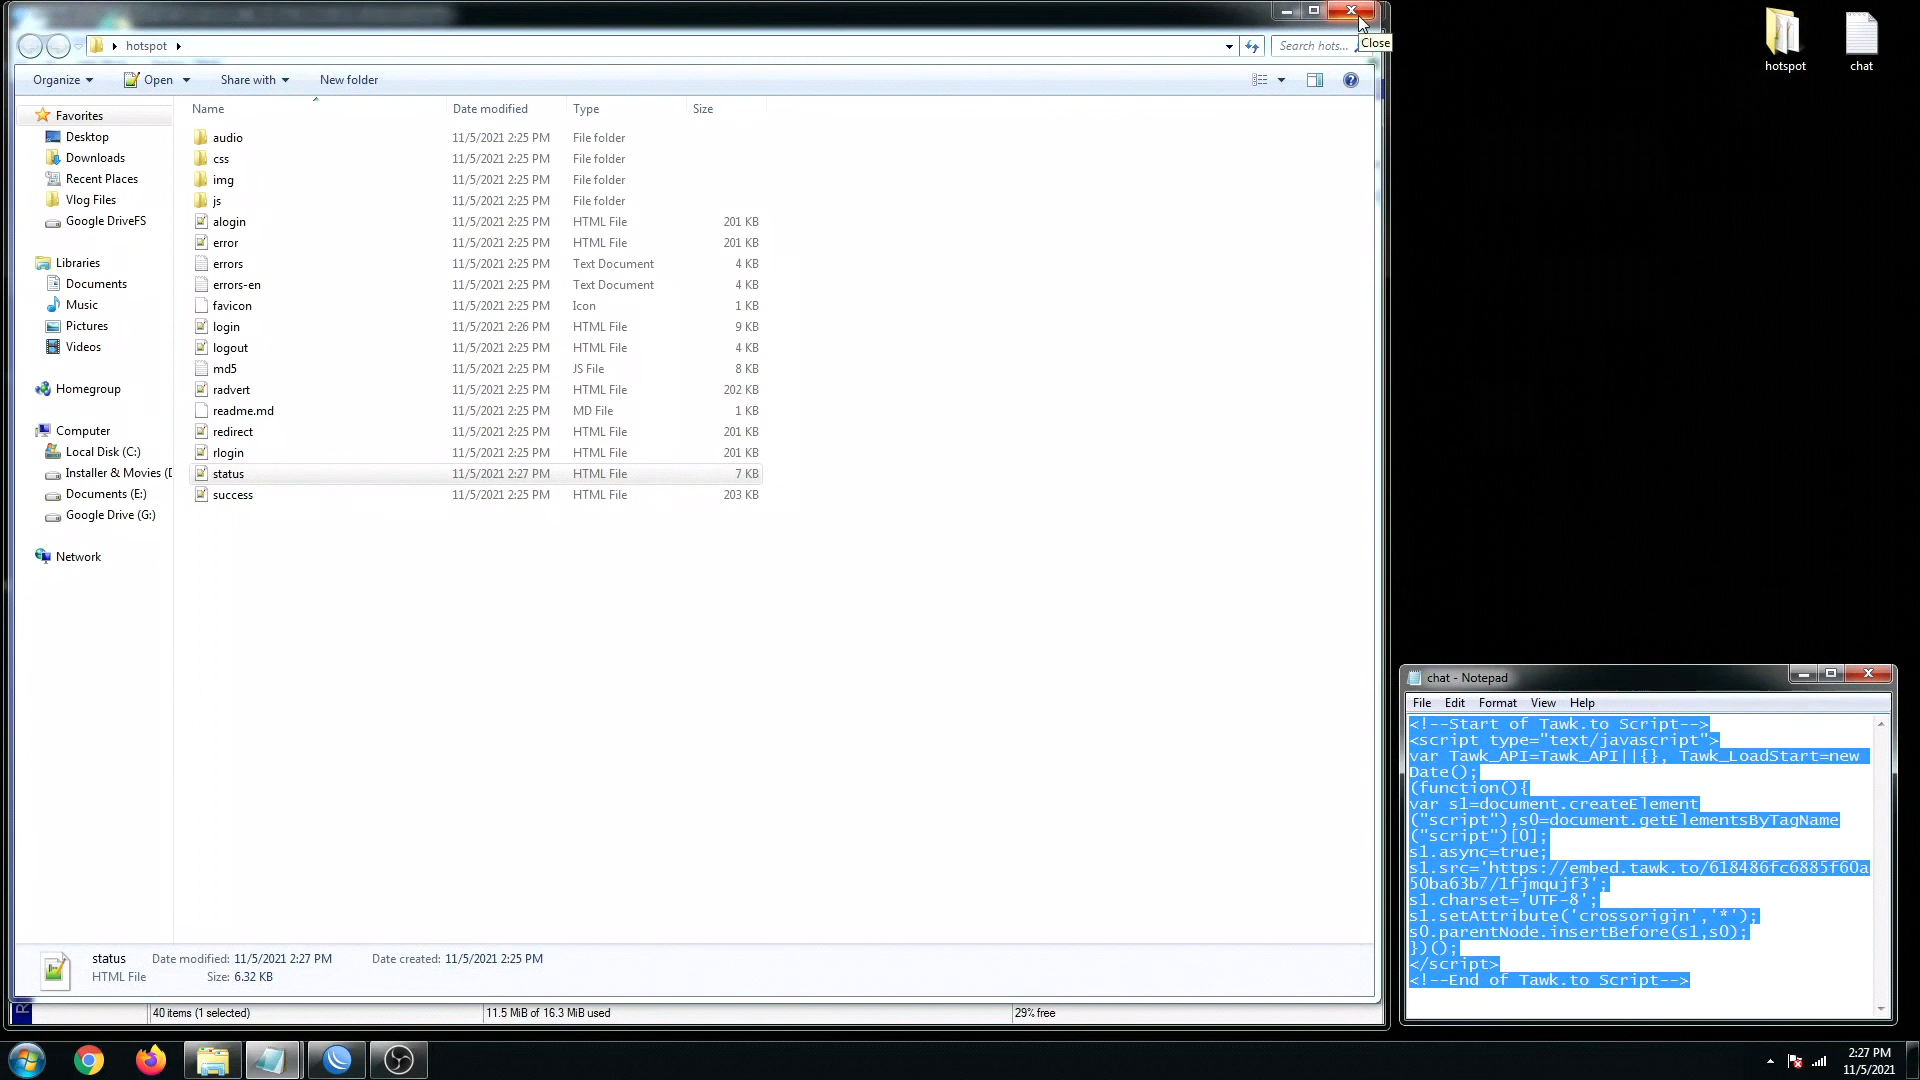 hotspot
Search hots...
Close
Organize
Open
Share with
New folder
Name
Date modified
Type
Size
Favorites
Desktop
Downloads
Recent Places
Vlog Files
Google DriveFS
Libraries
Documents
Music
Pictures
Videos
Homegroup
Computer
Local Disk (C:)
Installer & Movies (D
Documents (E:)
Google Drive (G:)
Network
audio 11/5/2021 2:25 PM File folder
css 11/5/2021 2:25 PM File folder
img 11/5/2021 2:25 PM File folder
js 11/5/2021 2:25 PM File folder
alogin 11/5/2021 2:25 PM HTML File 201 KB
error 11/5/2021 2:25 PM HTML File 201 KB
errors 11/5/2021 2:25 PM Text Document 4 KB
errors-en 11/5/2021 2:25 PM Text Document 4 KB
favicon 11/5/2021 2:25 PM Icon 1 KB
login 11/5/2021 2:26 PM HTML File 9 KB
logout 11/5/2021 2:25 PM HTML File 4 KB
md5 11/5/2021 2:25 PM JS File 8 KB
radvert 11/5/2021 2:25 PM HTML File 202 KB
readme.md 11/5/2021 2:25 PM MD File 1 KB
redirect 11/5/2021 2:25 PM HTML File 201 KB
rlogin 11/5/2021 2:25 PM HTML File 201 KB
status 11/5/2021 2:27 PM HTML File 7 KB
success 11/5/2021 2:25 PM HTML File 203 KB
status Date modified: 11/5/2021 2:27 PM Date created: 11/5/2021 2:25 PM
HTML File Size: 6.32 KB
40 items (1 selected) 11.5 MiB of 16.3 MiB used 29% free
hotspot
chat
chat - Notepad
File Edit Format View Help
<!--Start of Tawk.to Script-->
<script type="text/javascript">
var Tawk_API=Tawk_API||{}, Tawk_LoadStart=new
Date();
(function(){
var s1=document.createElement
("script"),s0=document.getElementsByTagName
("script")[0];
s1.async=true;
s1.src='https://embed.tawk.to/618486fc6885f60a
50ba63b7/1fjmqujf3';
s1.charset='UTF-8';
s1.setAttribute('crossorigin','*');
s0.parentNode.insertBefore(s1,s0);
})();
</script>
<!--End of Tawk.to Script-->
2:27 PM
11/5/2021